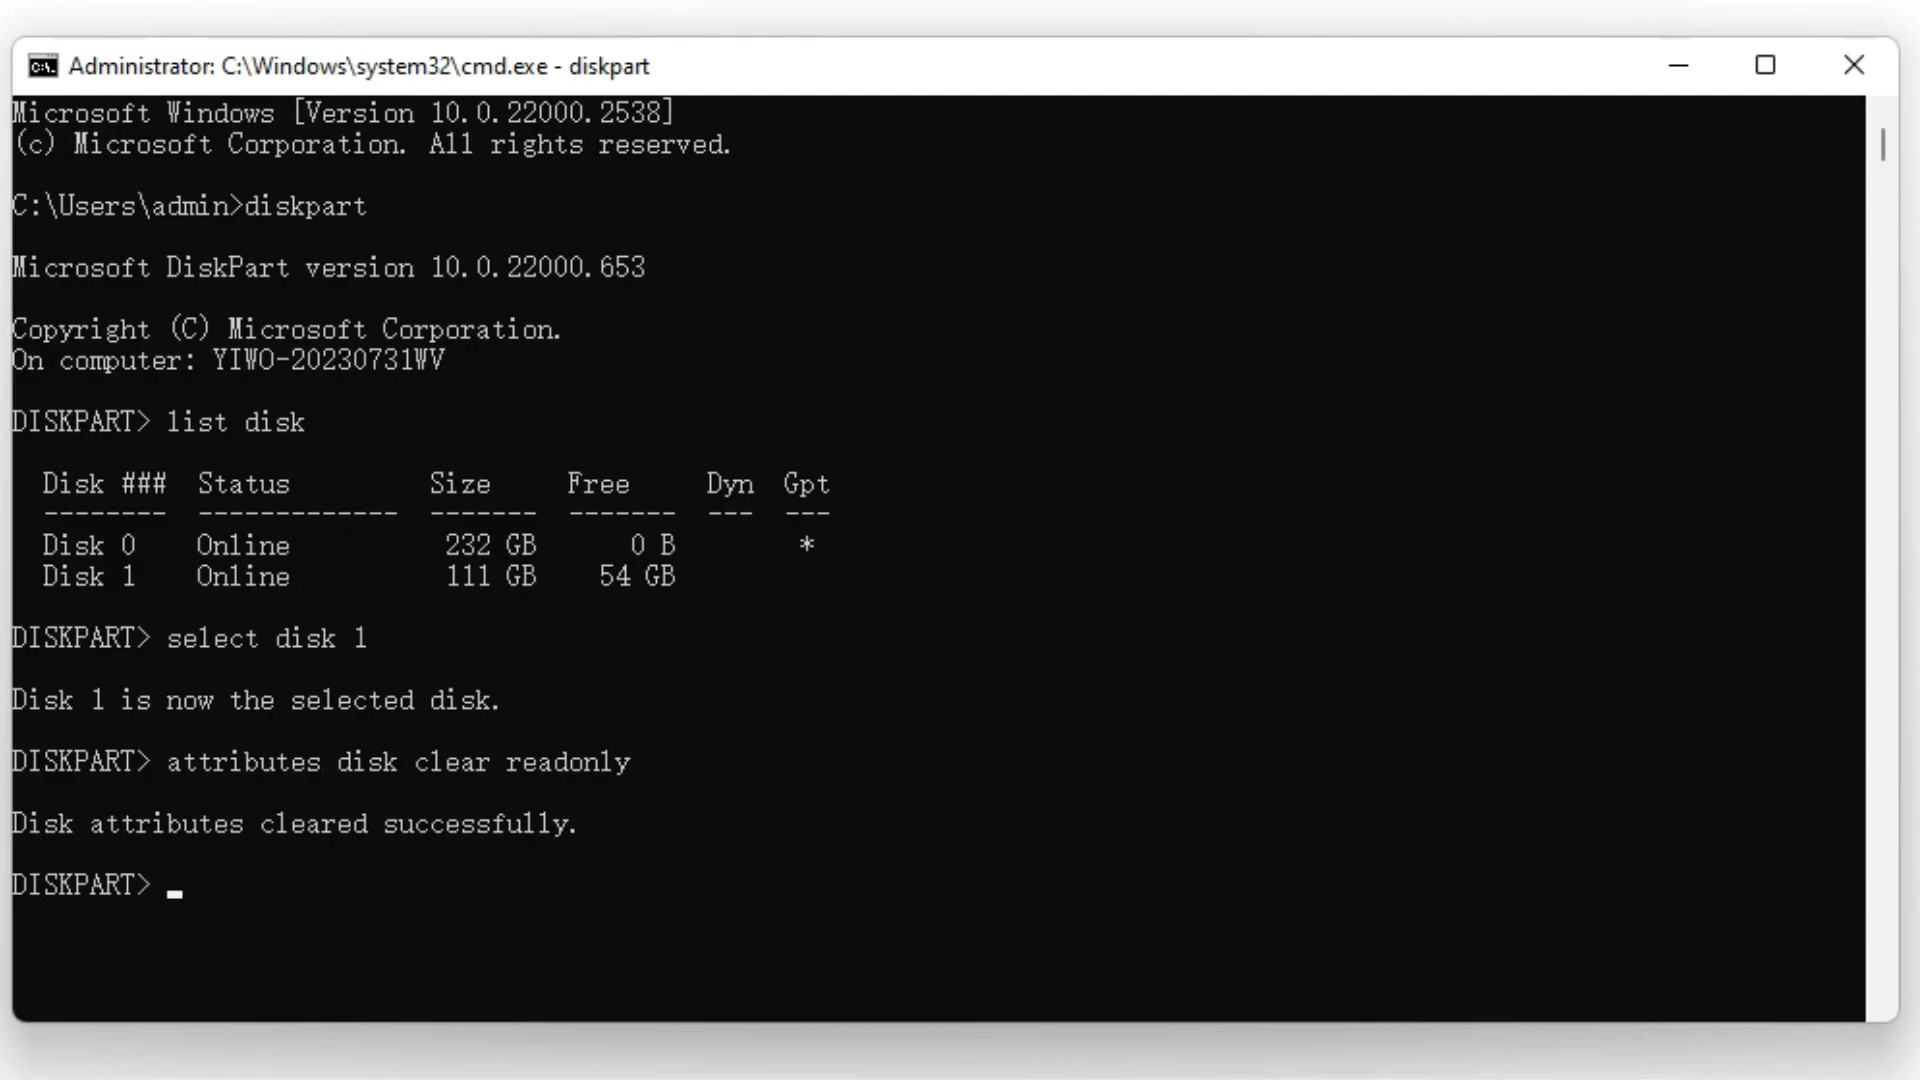 Administrator: C:\Windows\system32\cmd.exe - diskpart
Microsoft Windows [Version 10.0.22000.2538]
(c) Microsoft Corporation. All rights reserved.
C:\Users\admin>diskpart
Microsoft DiskPart version 10.0.22000.653
Copyright (C) Microsoft Corporation.
On computer: YIWO-20230731WV
DISKPART> list disk
  Disk ###  Status         Size     Free     Dyn  Gpt
  --------  -------------  -------  -------  ---  ---
  Disk 0    Online          232 GB      0 B        *
  Disk 1    Online          111 GB    54 GB
DISKPART> select disk 1
Disk 1 is now the selected disk.
DISKPART> attributes disk clear readonly
Disk attributes cleared successfully.
DISKPART>